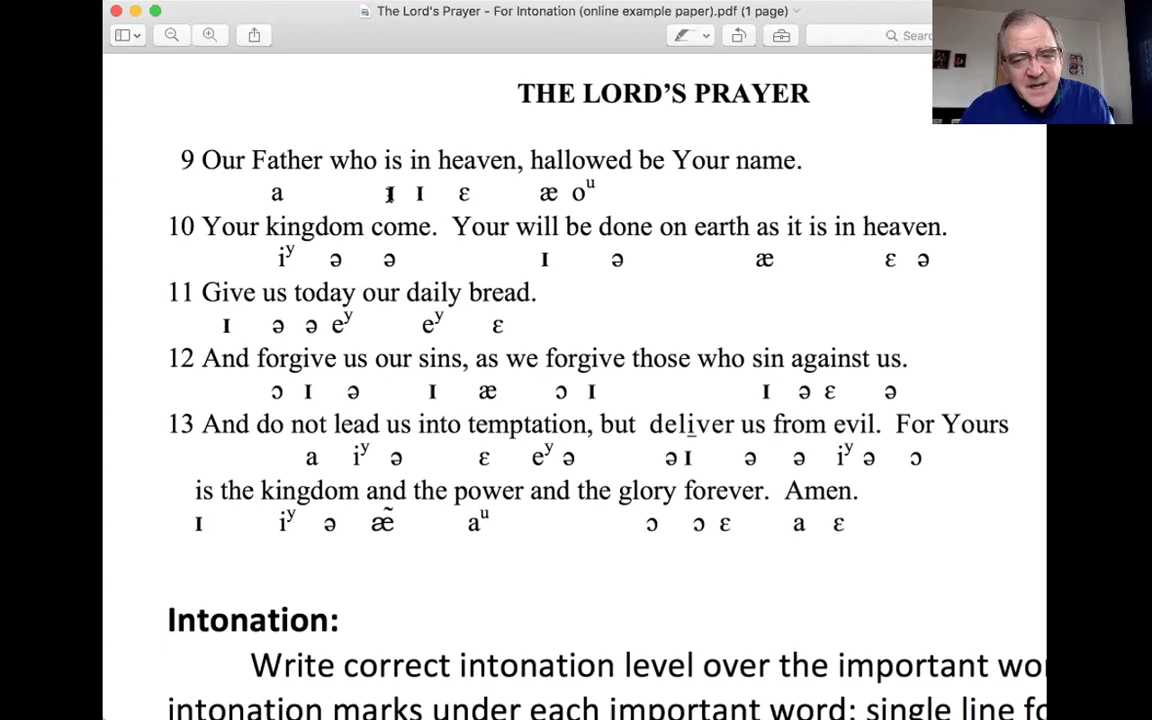 The Lord's Prayer - For Intonation (online example paper).pdf (1 page)
Sear
THE LORD'S PRAYER
9 Our Father who is in heaven, hallowed be Your name.
a ɪ ɪ ɛ æ oᵘ
10 Your kingdom come. Your will be done on earth as it is in heaven.
iʸ ə ə ɪ ə æ ɛ ə
11 Give us today our daily bread.
ɪ ə ə eʸ eʸ ɛ
12 And forgive us our sins, as we forgive those who sin against us.
ɔ ɪ ə ɪ æ ɔ ɪ ɪ ə ɛ ə
13 And do not lead us into temptation, but deliver us from evil. For Yours
a iʸ ə ɛ eʸ ə ə ɪ ə ə iʸ ə ɔ
is the kingdom and the power and the glory forever. Amen.
ɪ iʸ ə æ̃ aᵘ ɔ ɔ ɛ a ɛ
Intonation:
Write correct intonation level over the important wo
intonation marks under each important word: single line fo